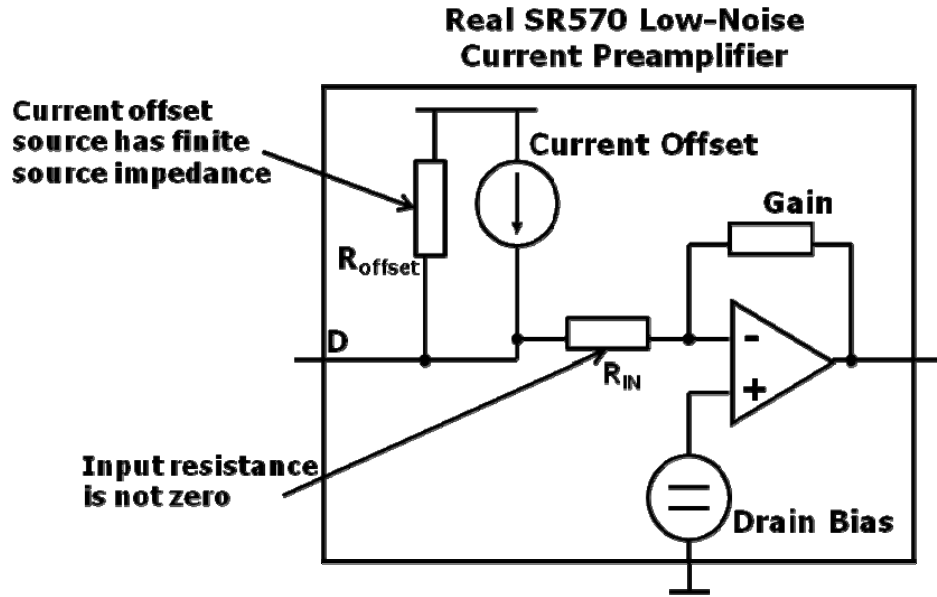 Real SR570 Low-Noise
Current Preamplifier
Current offset
source has finite
source impedance
Current Offset
Gain
Roffset
D
-
RIN
+
Input resistance
is not zero
Drain Bias